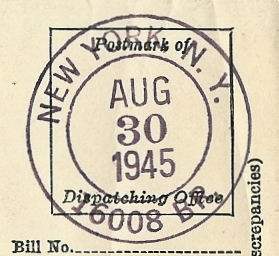 Postmark of
NEW YORK N.Y.
AUG
30
1945
Dispatching Office
16008 BR.
Bill No.
screpancies)